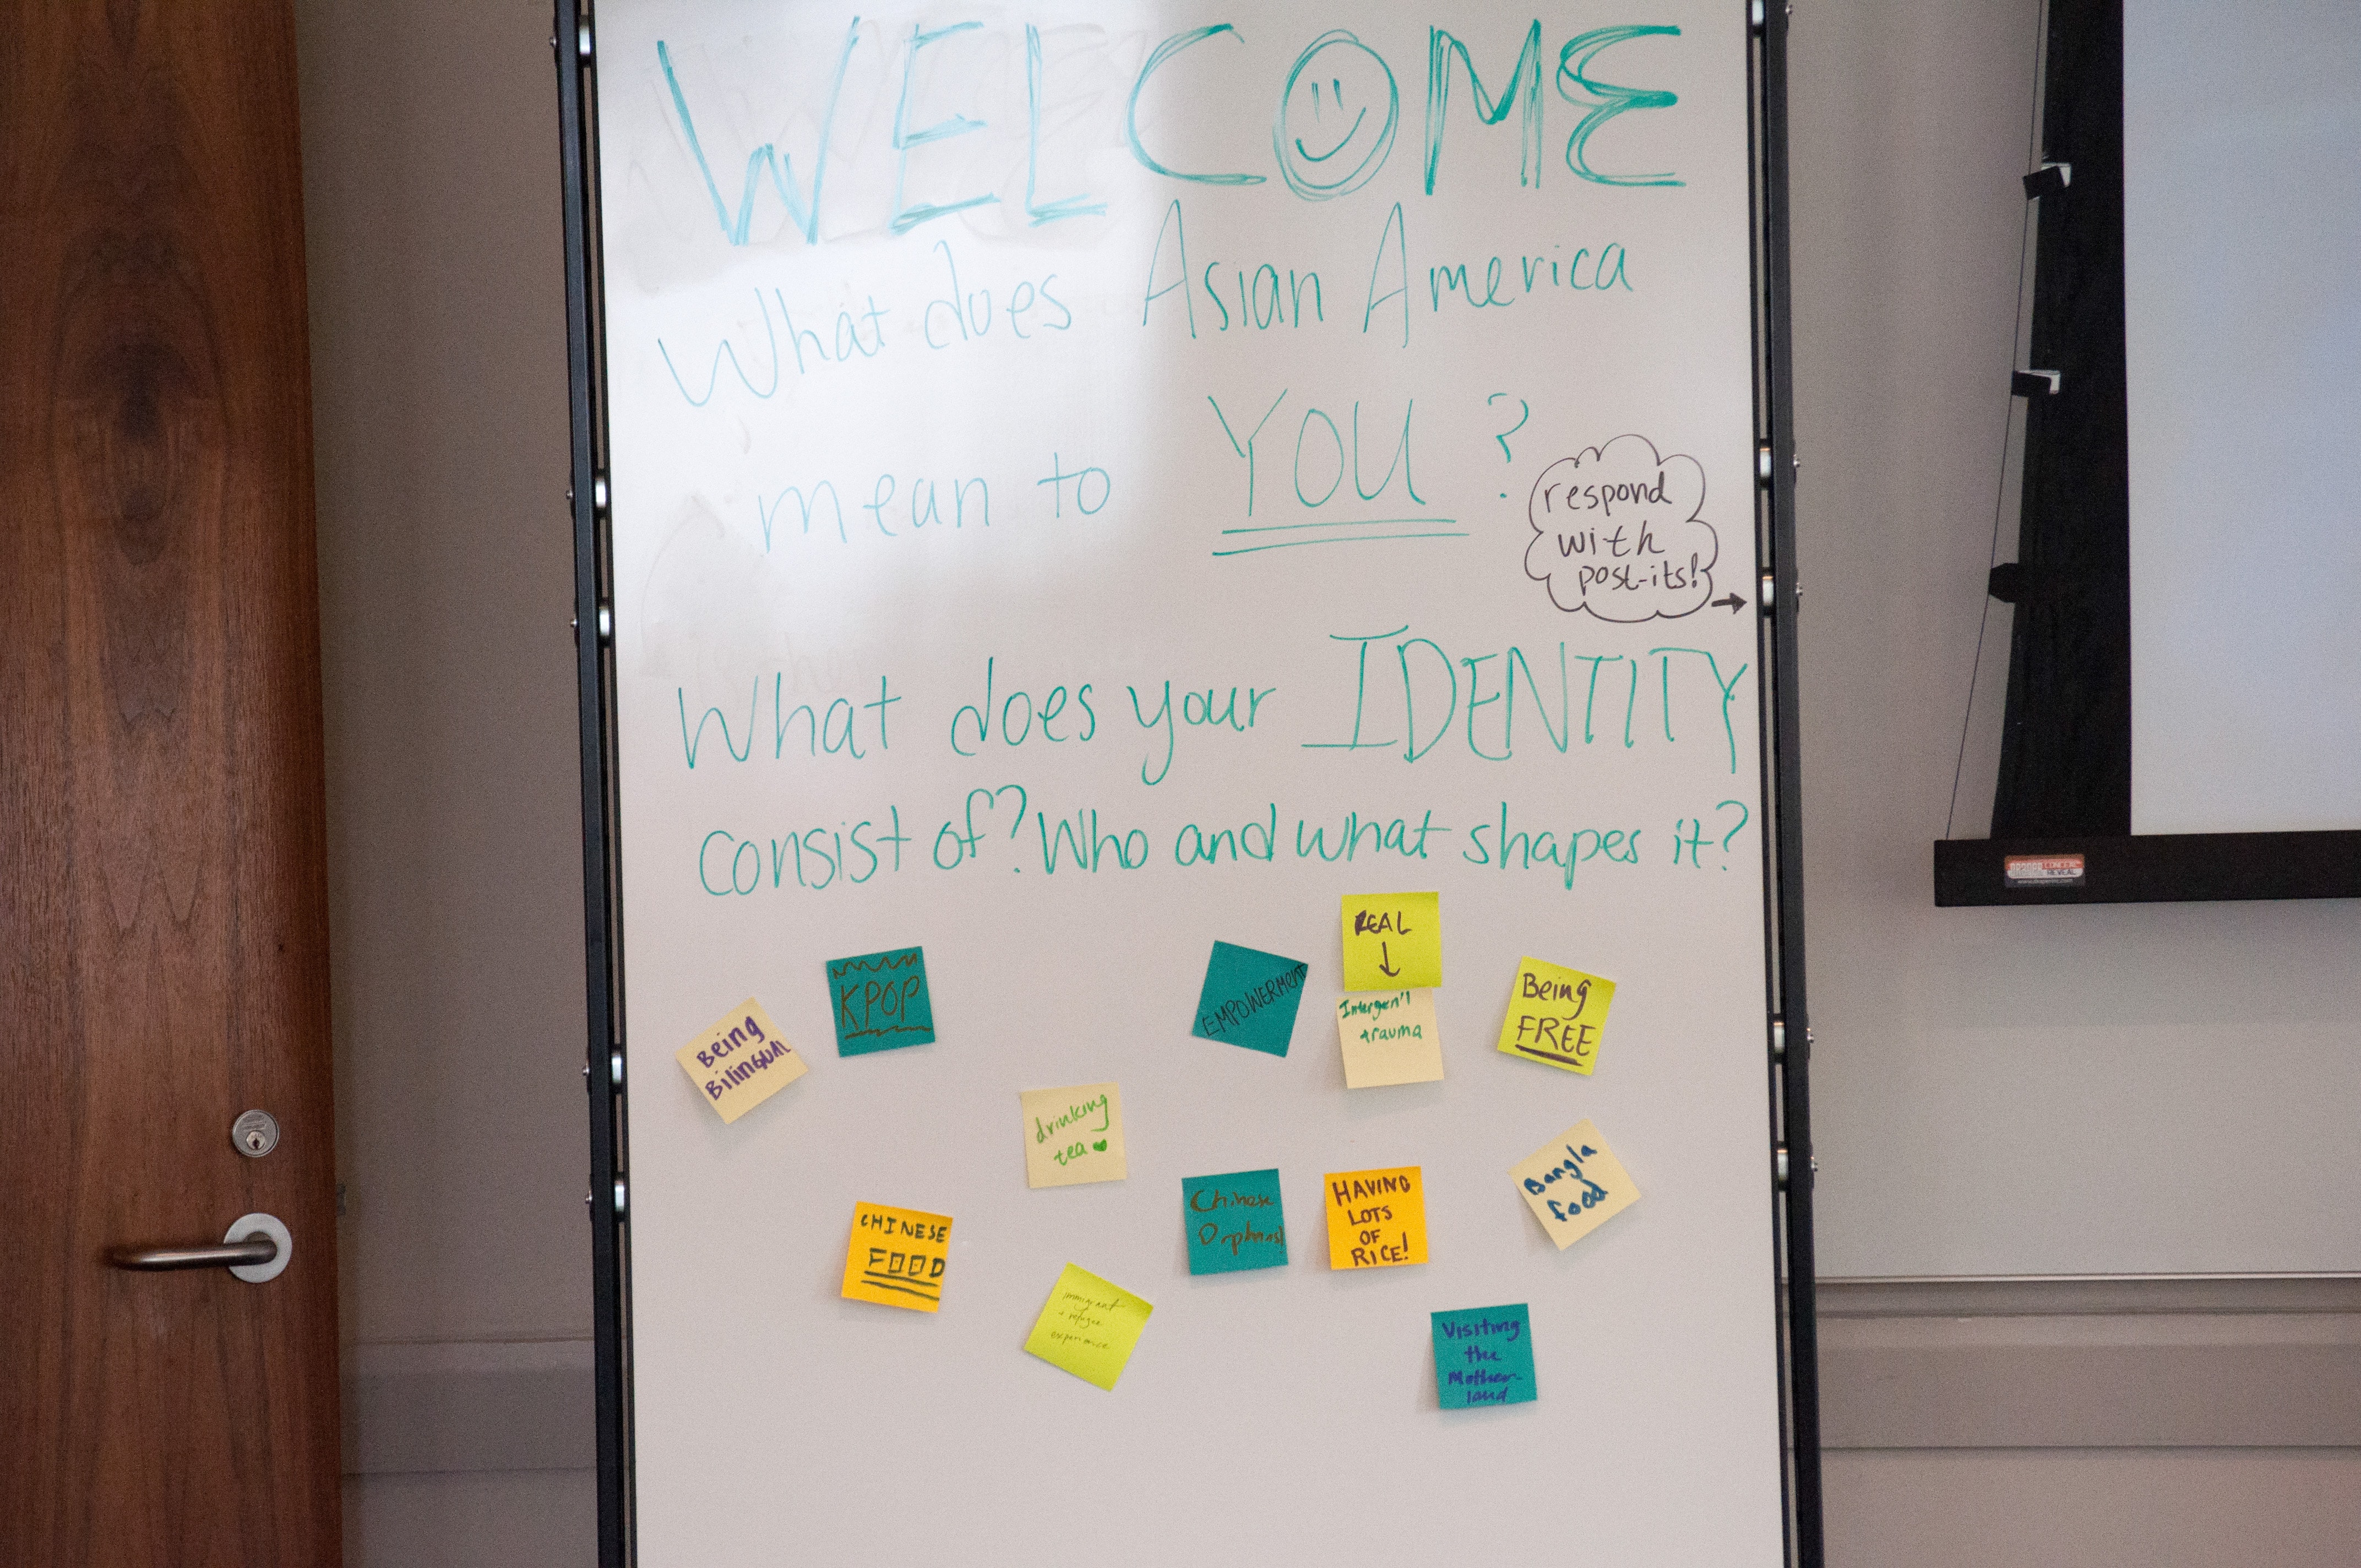 WELCOME
What does Asian America
mean to YOU?
respond
with
post-its!
What does your IDENTITY
consist of? Who and what shapes it?
REAL
Intergen'l
trauma
KPOP
EMPOWERMENT
Being
FREE
Being
BilinGUAL
drinking
tea
Bangla
food
Chinese
Orphans!
HAVING
LOTS
OF
RICE!
CHINESE
FOOD
immigrant
+ refugee
experience
Visiting
the
Mother-
land